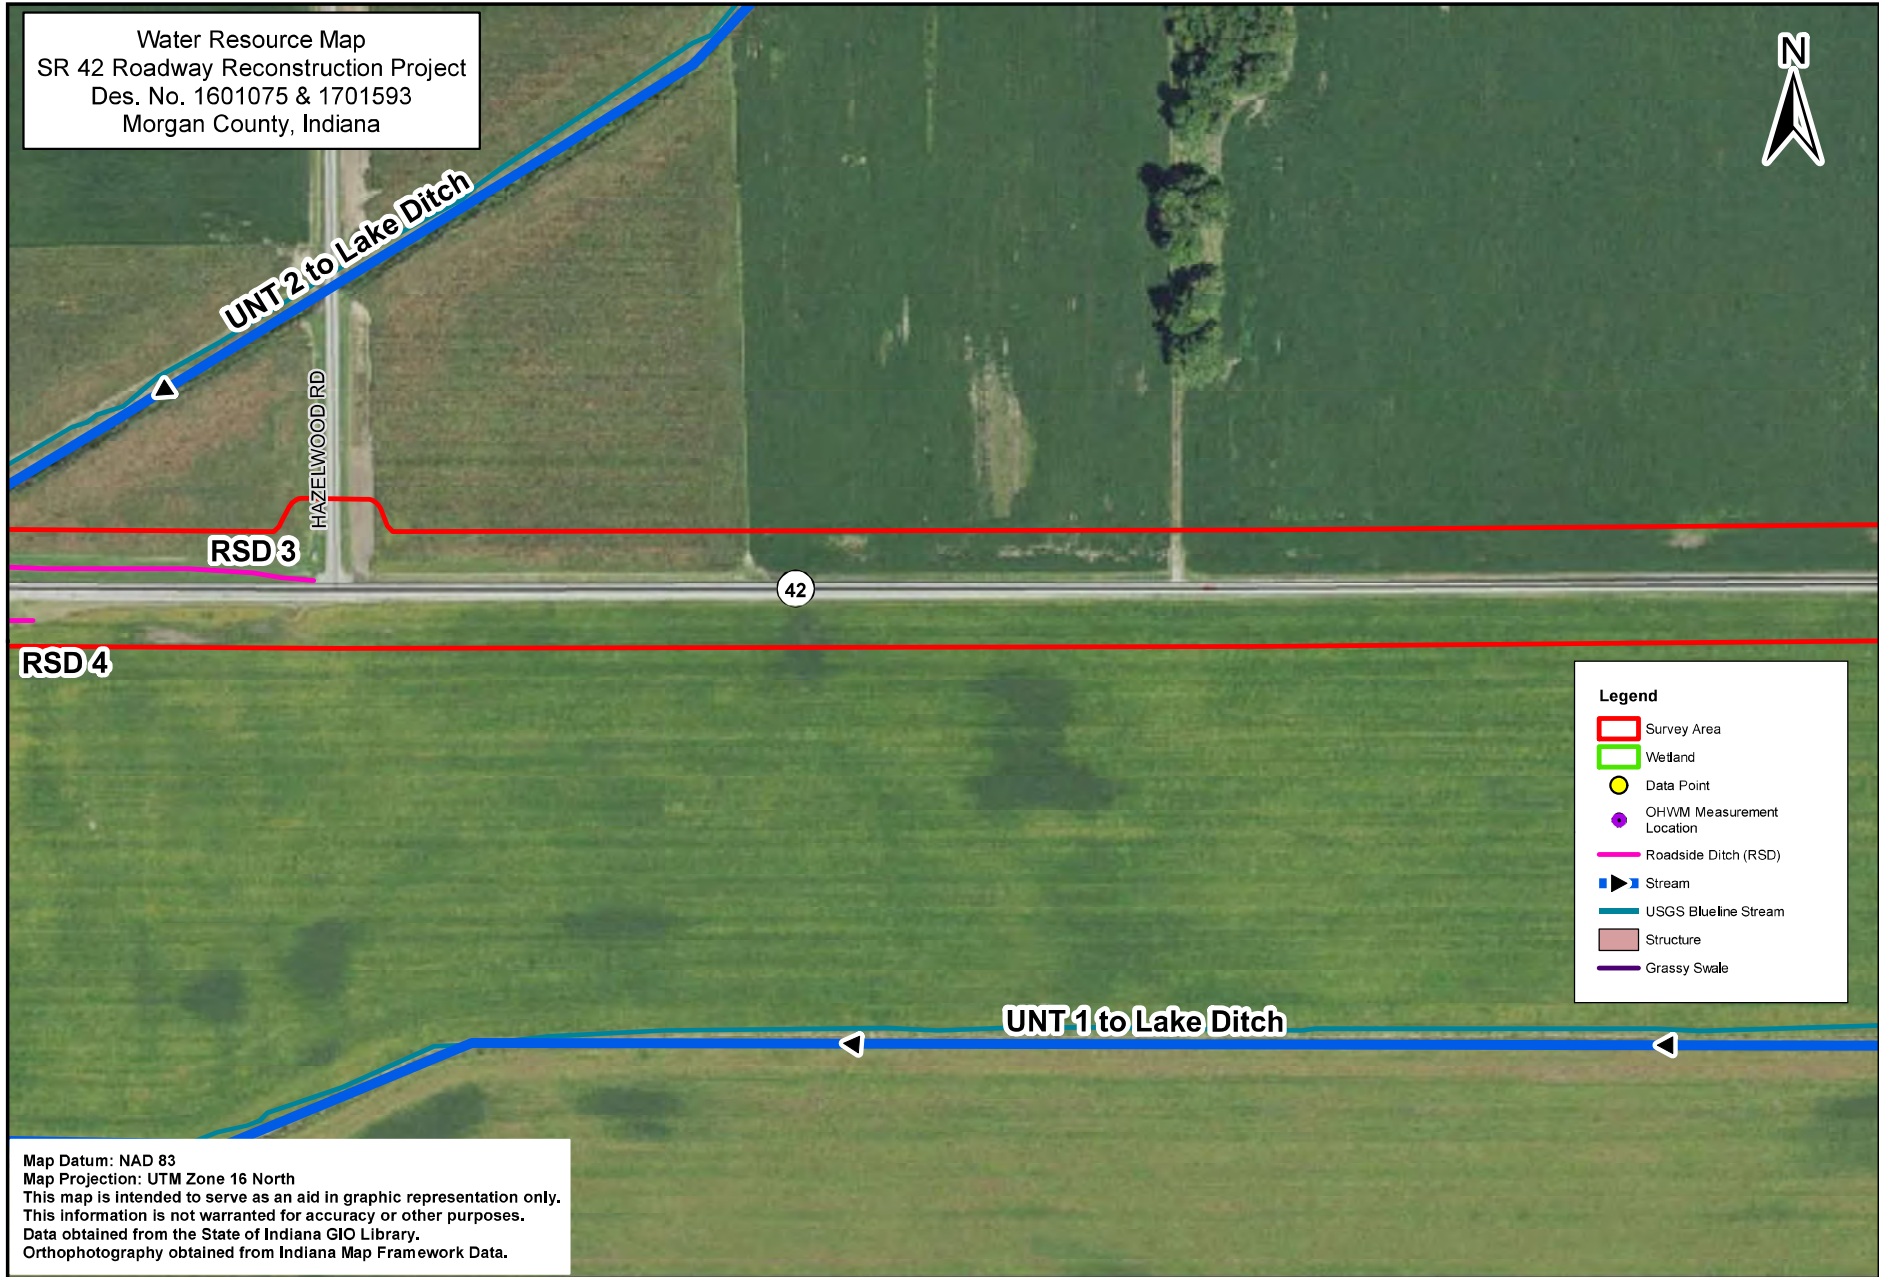 Water Resource Map
SR 42 Roadway Reconstruction Project
Des. No. 1601075 & 1701593
Morgan County, Indiana
N
UNT 2 to Lake Ditch
HAZELWOOD RD
RSD 3
42
RSD 4
Legend
Survey Area
Wetland
Data Point
OHWM Measurement
Location
Roadside Ditch (RSD)
Stream
USGS Blueline Stream
Structure
Grassy Swale
UNT 1 to Lake Ditch
Map Datum: NAD 83
Map Projection: UTM Zone 16 North
This map is intended to serve as an aid in graphic representation only.
This information is not warranted for accuracy or other purposes.
Data obtained from the State of Indiana GIO Library.
Orthophotography obtained from Indiana Map Framework Data.